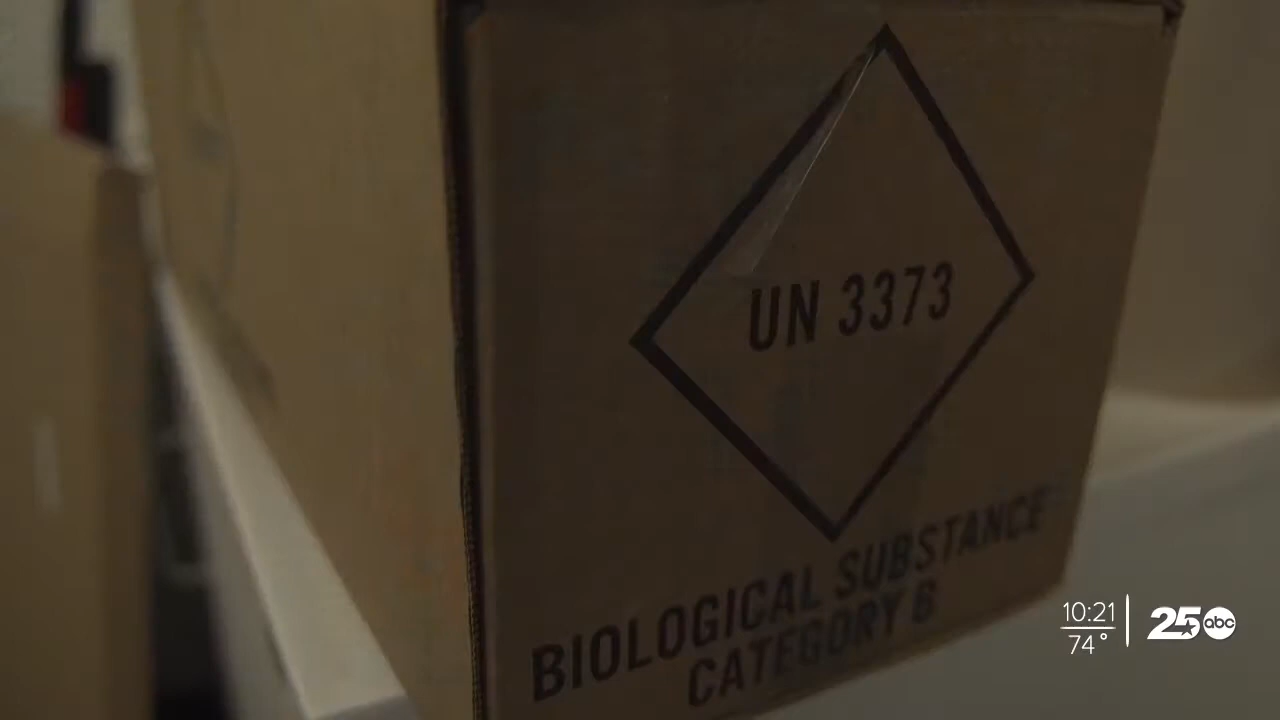 UN 3373
BIOLOGICAL SUBSTANCE
CATEGORY B
10:21
74°
25 abc